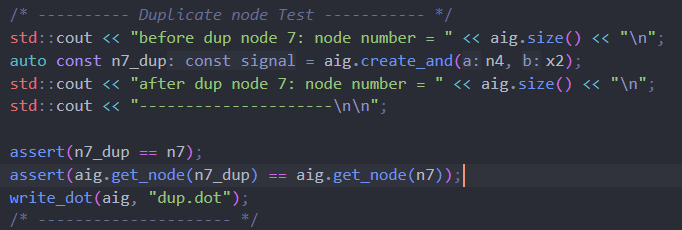 /* ---------- Duplicate node Test ----------- */
std::cout << "before dup node 7: node number = " << aig.size() << "\n";
auto const n7_dup: const signal = aig.create_and(a: n4, b: x2);
std::cout << "after dup node 7: node number = " << aig.size() << "\n";
std::cout << "---------------------\n\n";
assert(n7_dup == n7);
assert(aig.get_node(n7_dup) == aig.get_node(n7));
write_dot(aig, "dup.dot");
/* --------------------- */